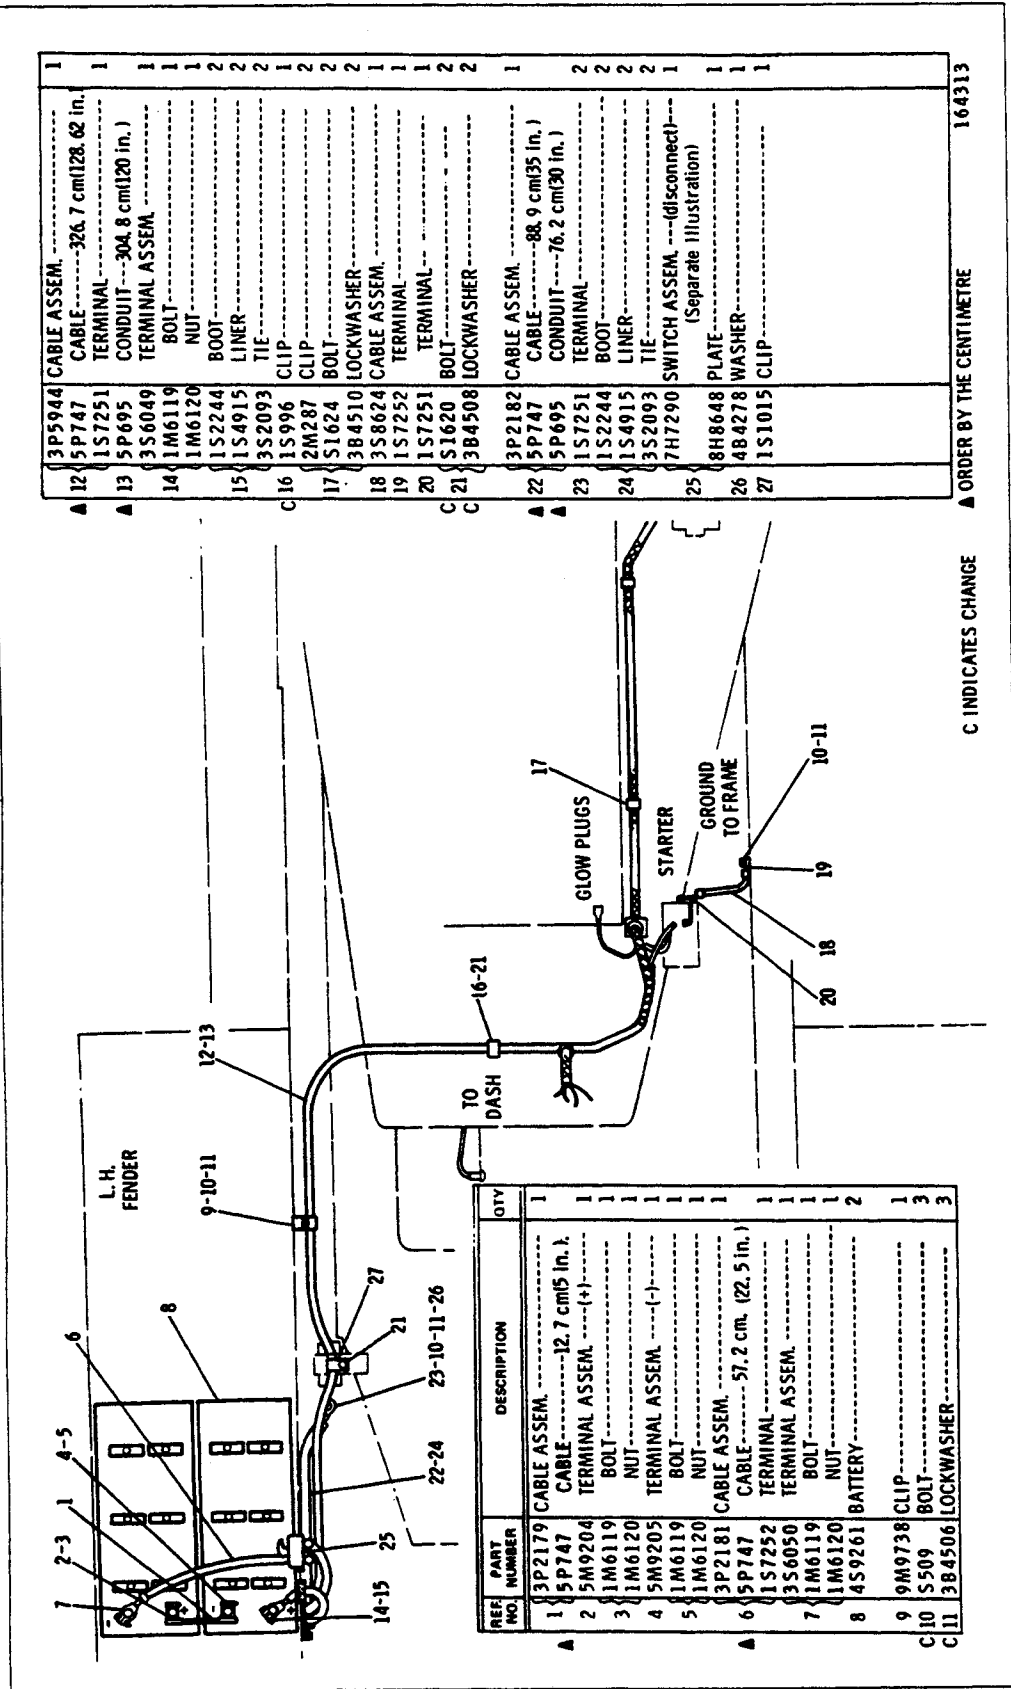 L. H.
FENDER
7
2-3
1
4-5
6
8
9-10-11
12-13
14-15
25
22-24
23-10-11-26
21
27
TO
DASH
16-21
GLOW PLUGS
17
STARTER
GROUND
TO FRAME
20
18
19
10-11
REF. NO. PART NUMBER DESCRIPTION QTY
3P2179 CABLE ASSEM. 1
▲ 1 5P747 CABLE 12.7 cm(5 in.).
2 5M9204 TERMINAL ASSEM. (+) 1
1M6119 BOLT 1
3 1M6120 NUT 1
4 5M9205 TERMINAL ASSEM. (-) 1
1M6119 BOLT 1
5 1M6120 NUT 1
3P2181 CABLE ASSEM. 1
▲ 6 5P747 CABLE 57.2 cm. (22.5 in.)
1S7252 TERMINAL 1
3S6050 TERMINAL ASSEM. 1
7 1M6119 BOLT 1
1M6120 NUT 1
8 4S9261 BATTERY 2
9 9M9738 CLIP 1
C 10 S509 BOLT 3
C 11 3B4506 LOCKWASHER 3
3P5944 CABLE ASSEM. 1
▲ 12 5P747 CABLE 326.7 cm(128.62 in.)
1S7251 TERMINAL 1
▲ 13 5P695 CONDUIT 304.8 cm(120 in.)
3S6049 TERMINAL ASSEM. 1
14 1M6119 BOLT 1
1M6120 NUT 1
1S2244 BOOT 2
15 1S4915 LINER 2
3S2093 TIE 2
C 16 1S996 CLIP 1
2M287 CLIP 2
17 S1624 BOLT 2
3B4510 LOCKWASHER 2
18 3S8624 CABLE ASSEM. 1
19 1S7252 TERMINAL 1
20 1S7251 TERMINAL 1
C S1620 BOLT 2
C 21 3B4508 LOCKWASHER 2
3P2182 CABLE ASSEM. 1
▲ 22 5P747 CABLE 88.9 cm(35 in.)
▲ 5P695 CONDUIT 76.2 cm(30 in.)
23 1S7251 TERMINAL 2
1S2244 BOOT 2
24 1S4915 LINER 2
3S2093 TIE 2
7H7290 SWITCH ASSEM. (disconnect) 1
25 (Separate Illustration)
8H8648 PLATE 1
26 4B4278 WASHER 1
27 1S1015 CLIP 1
C INDICATES CHANGE ▲ ORDER BY THE CENTIMETRE 164313